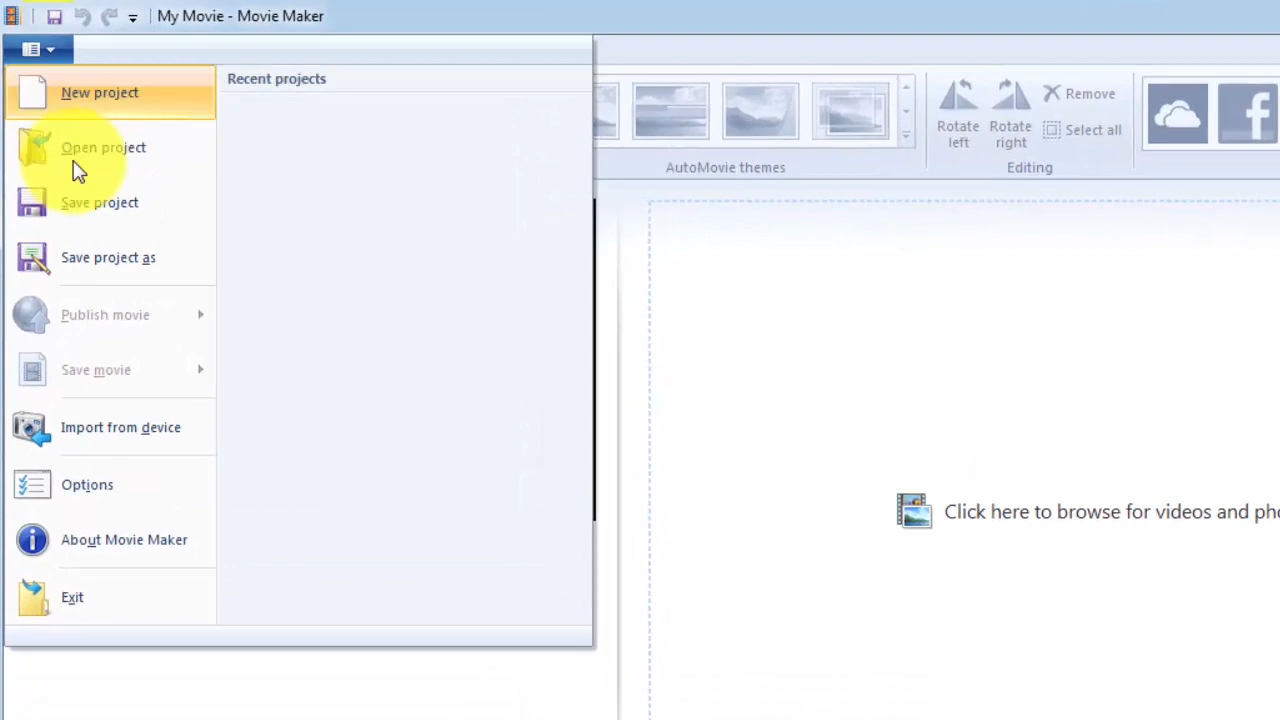 My Movie - Movie Maker
New project
Open project
Save project
Save project as
Publish movie
Save movie
Import from device
Options
About Movie Maker
Exit
Recent projects
AutoMovie themes
Rotate left
Rotate right
Remove
Select all
Editing
Click here to browse for videos and